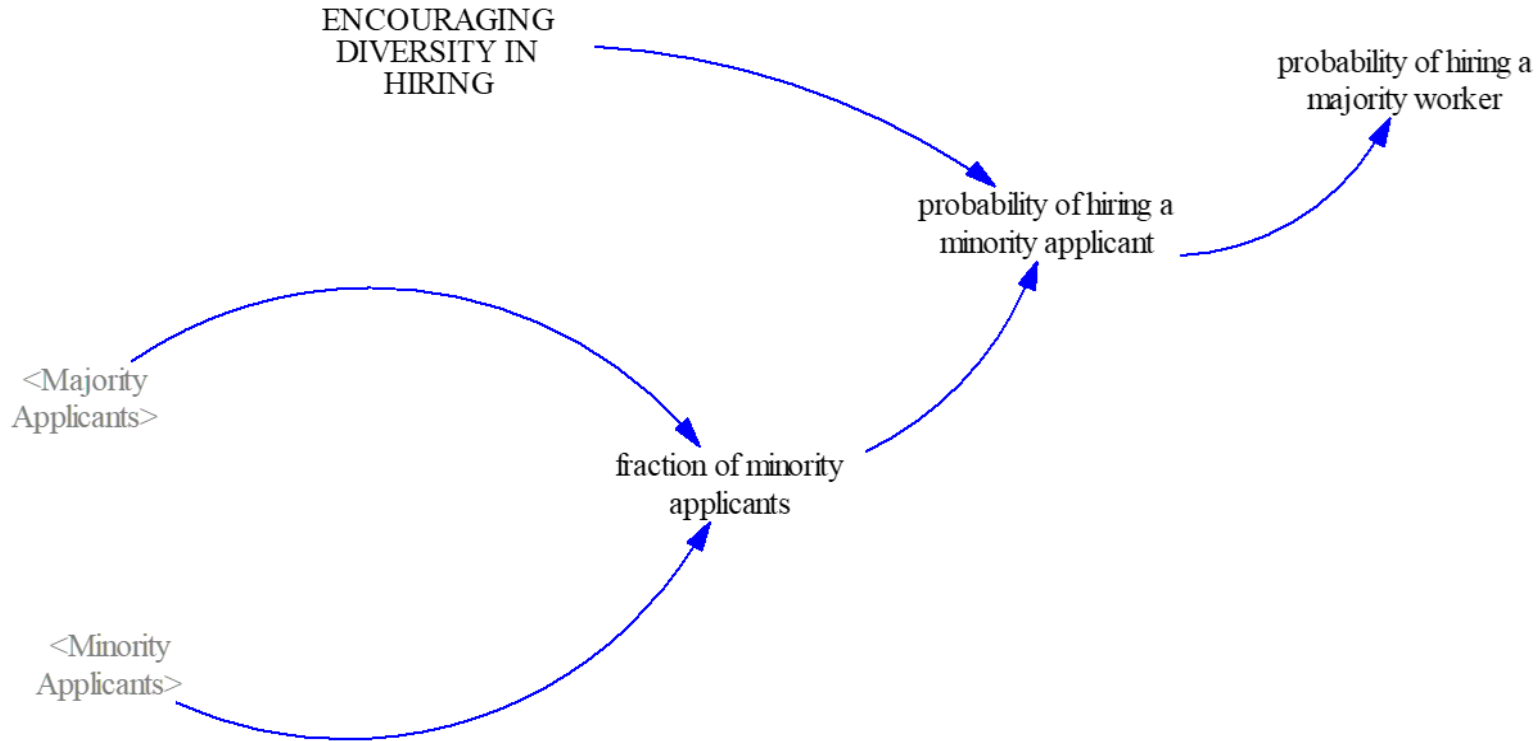 ENCOURAGING
DIVERSITY IN
HIRING
probability of hiring a
majority worker
probability of hiring a
minority applicant
<Majority
Applicants>
fraction of minority
applicants
<Minority
Applicants>